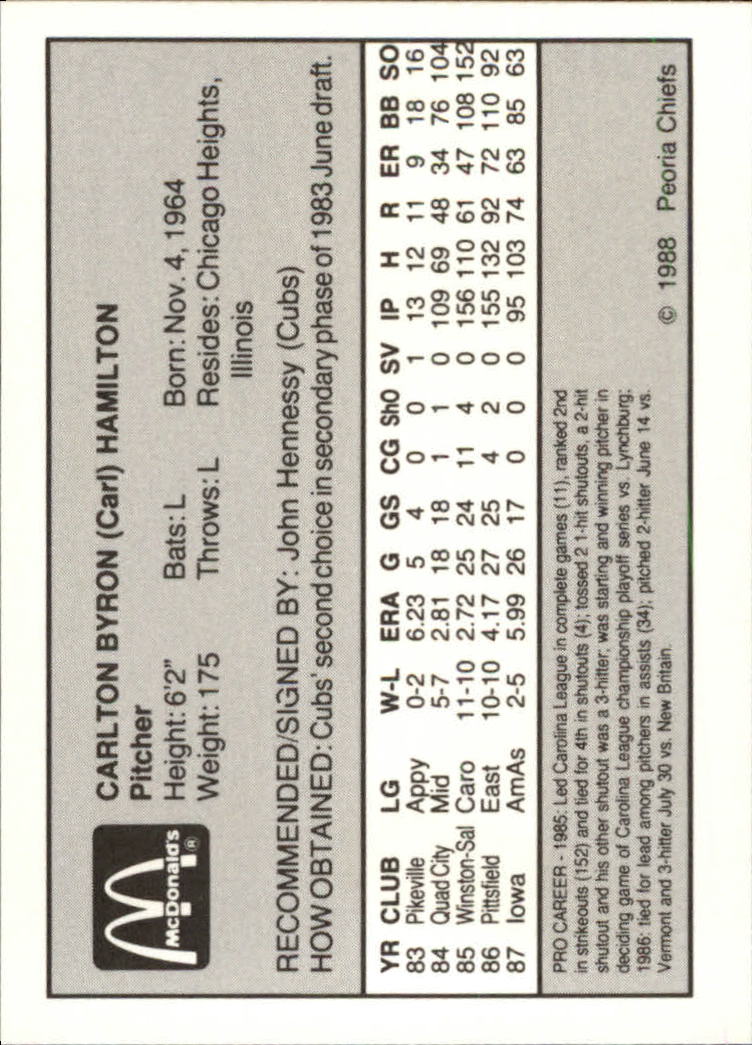 McDonald's ®
CARLTON BYRON (Carl) HAMILTON
Pitcher
Height: 6'2" Bats: L Born: Nov. 4, 1964
Weight: 175 Throws: L Resides: Chicago Heights,
Illinois
RECOMMENDED/SIGNED BY: John Hennessy (Cubs)
HOW OBTAINED: Cubs' second choice in secondary phase of 1983 June draft.
YR CLUB LG W-L ERA G GS CG ShO SV IP H R ER BB SO
83 Pikeville Appy 0-2 6.23 5 4 0 0 1 13 12 11 9 18 16
84 Quad City Mid 5-7 2.81 18 18 1 1 0 109 69 48 34 76 104
85 Winston-Sal Caro 11-10 2.72 25 24 11 4 0 156 110 61 47 108 152
86 Pittsfield East 10-10 4.17 27 25 4 2 0 155 132 92 72 110 92
87 Iowa AmAs 2-5 5.99 26 17 0 0 0 95 103 74 63 85 63
PRO CAREER - 1985: Led Carolina League in complete games (11), ranked 2nd
in strikeouts (152) and tied for 4th in shutouts (4); tossed 2 1-hit shutouts, a 2-hit
shutout and his other shutout was a 3-hitter; was starting and winning pitcher in
deciding game of Carolina League championship playoff series vs. Lynchburg;
1986: tied for lead among pitchers in assists (34); pitched 2-hitter June 14 vs.
Vermont and 3-hitter July 30 vs. New Britain.
© 1988 Peoria Chiefs